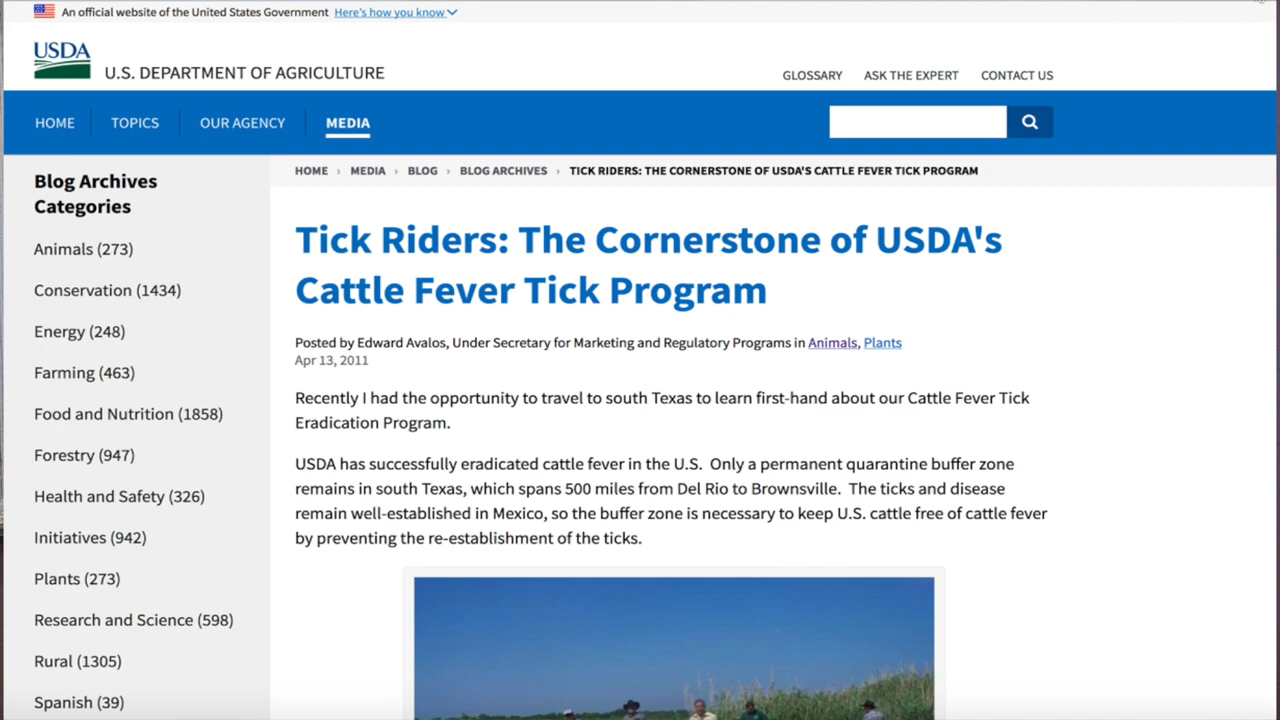 An official website of the United States Government Here's how you know
USDA
U.S. DEPARTMENT OF AGRICULTURE
GLOSSARY ASK THE EXPERT CONTACT US
HOME TOPICS OUR AGENCY MEDIA
Blog Archives
Categories
Animals (273)
Conservation (1434)
Energy (248)
Farming (463)
Food and Nutrition (1858)
Forestry (947)
Health and Safety (326)
Initiatives (942)
Plants (273)
Research and Science (598)
Rural (1305)
Spanish (39)
HOME › MEDIA › BLOG › BLOG ARCHIVES › TICK RIDERS: THE CORNERSTONE OF USDA'S CATTLE FEVER TICK PROGRAM
Tick Riders: The Cornerstone of USDA's
Cattle Fever Tick Program
Posted by Edward Avalos, Under Secretary for Marketing and Regulatory Programs in Animals, Plants
Apr 13, 2011
Recently I had the opportunity to travel to south Texas to learn first-hand about our Cattle Fever Tick
Eradication Program.
USDA has successfully eradicated cattle fever in the U.S. Only a permanent quarantine buffer zone
remains in south Texas, which spans 500 miles from Del Rio to Brownsville. The ticks and disease
remain well-established in Mexico, so the buffer zone is necessary to keep U.S. cattle free of cattle fever
by preventing the re-establishment of the ticks.